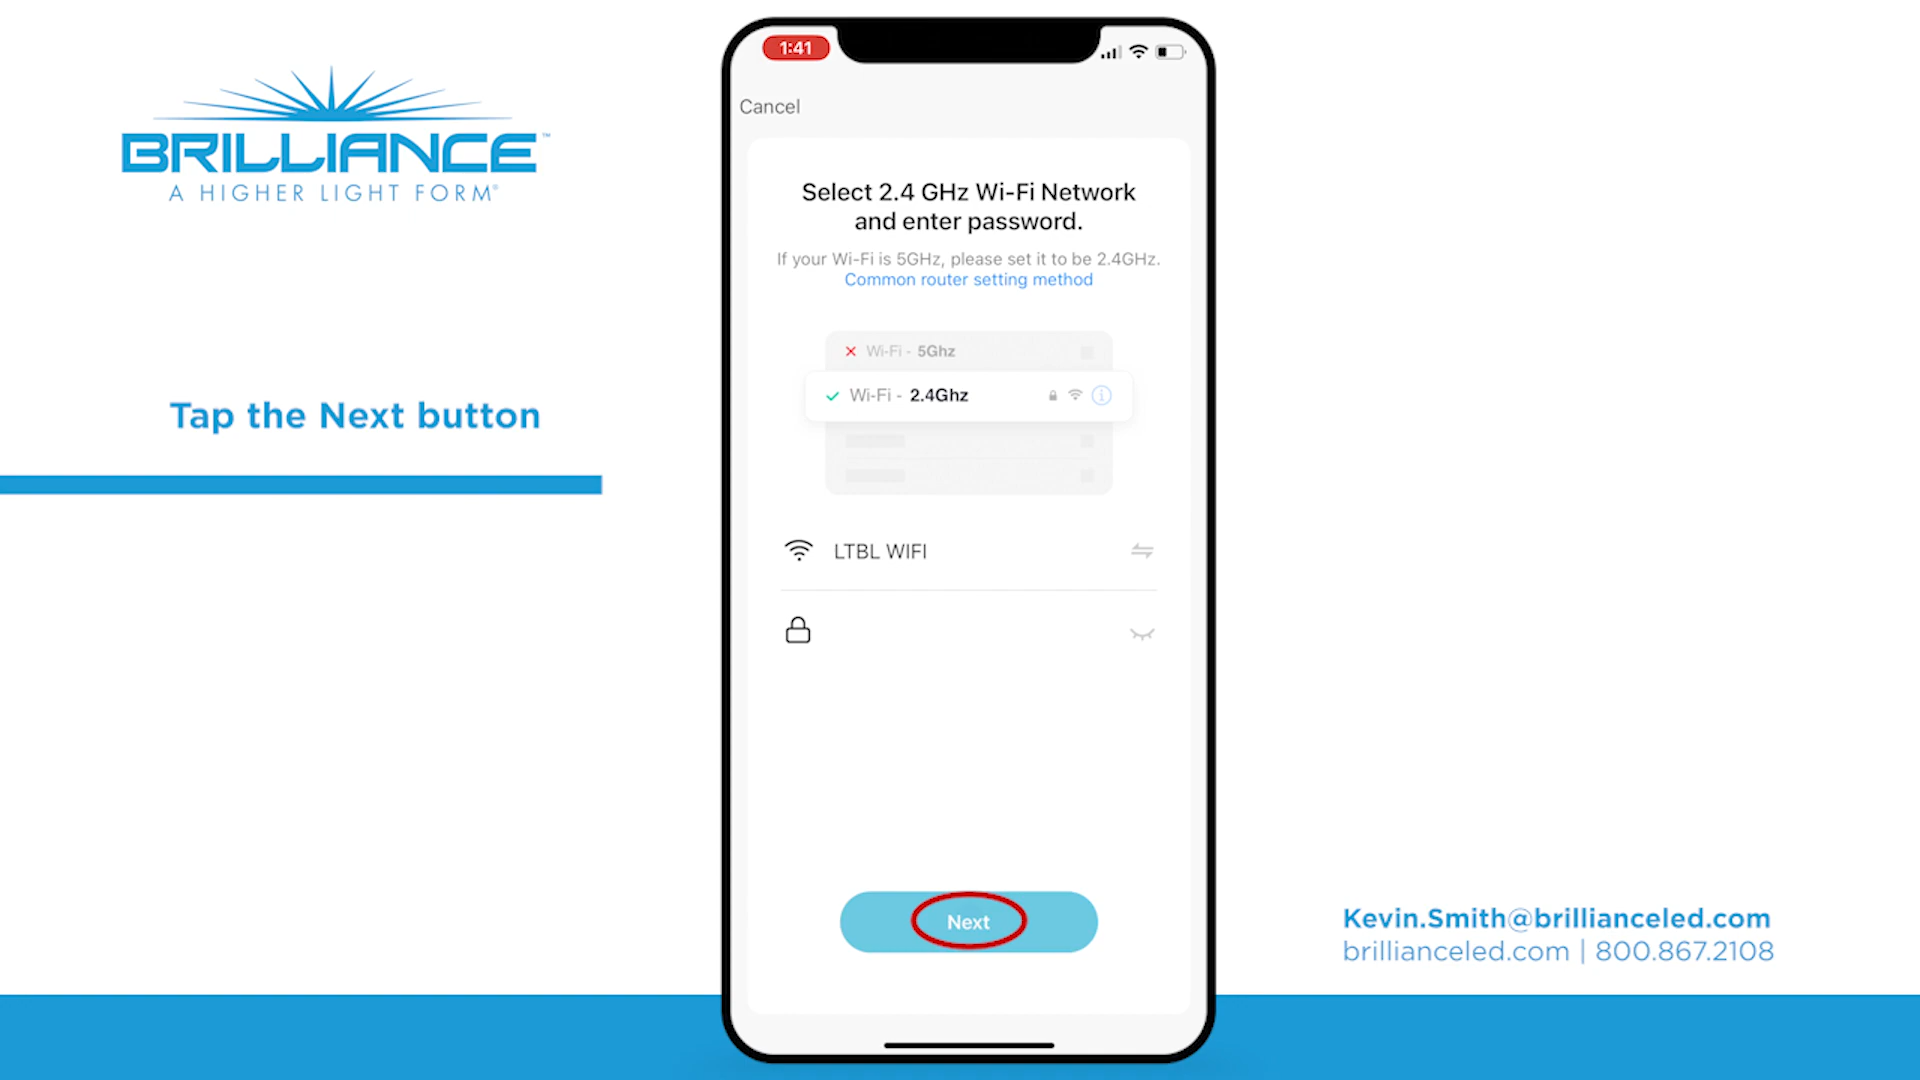 BRILLIANCE™
A HIGHER LIGHT FORM®
Tap the Next button
1:41
Cancel
Select 2.4 GHz Wi-Fi Network
and enter password.
If your Wi-Fi is 5GHz, please set it to be 2.4GHz.
Common router setting method
Wi-Fi - 5Ghz
Wi-Fi - 2.4Ghz
LTBL WIFI
Next
Kevin.Smith@brillianceled.com
brillianceled.com | 800.867.2108